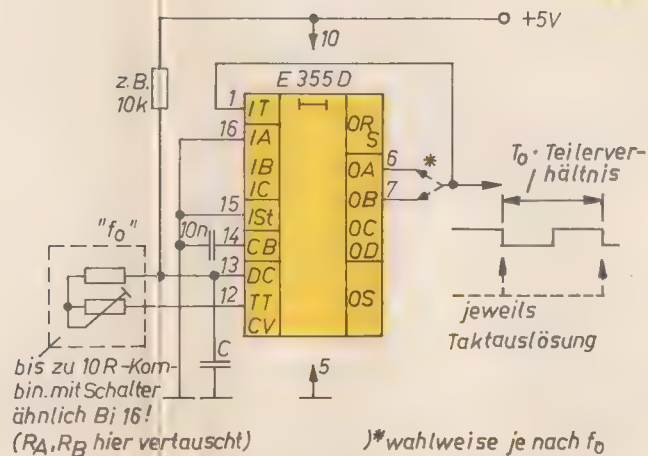 +5V
10
z.B.
10k
E 355 D
1
IT
16
IA
IB
IC
15
ISt
10n
14
CB
13
DC
12
TT
CV
OR
S
OA
6
*
OB
7
OC
OD
OS
T₀ · Teilerver-
hältnis
"f₀"
C
5
jeweils
Taktauslösung
bis zu 10 R-Kom-
bin. mit Schalter
ähnlich Bi 16!
(R_A, R_B hier vertauscht)
)* wahlweise je nach f₀